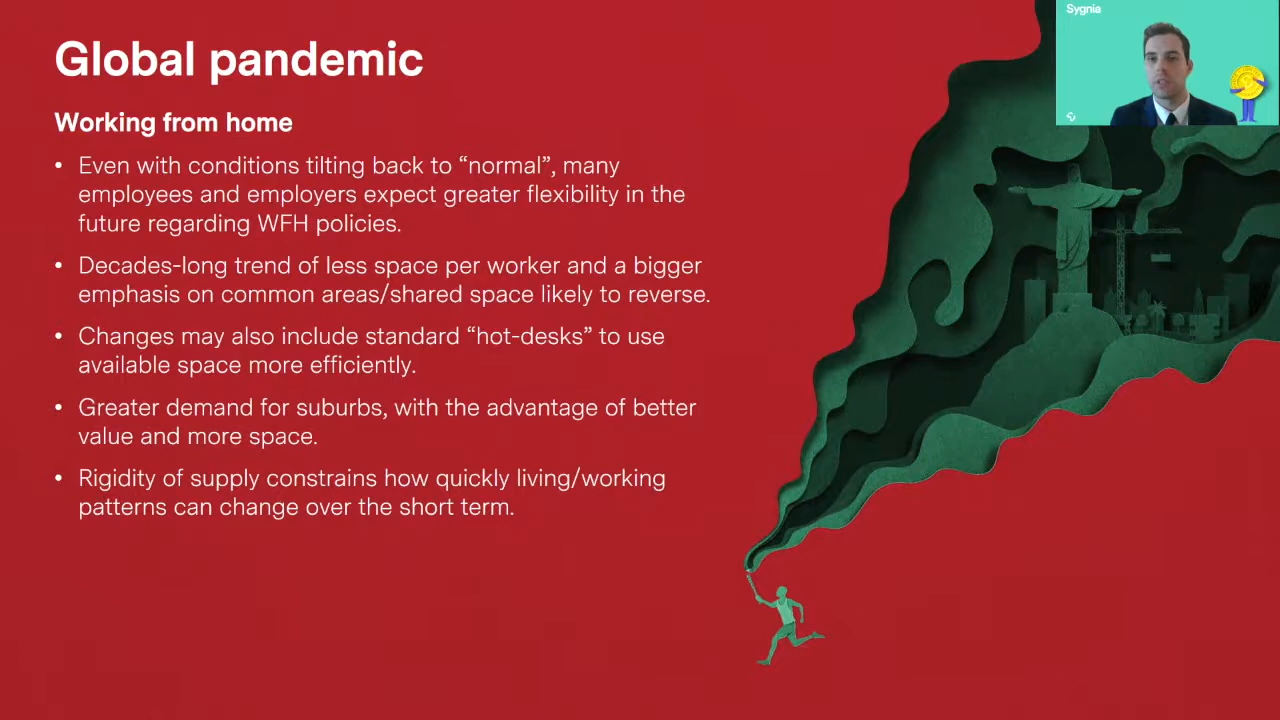 Global pandemic
Working from home
• Even with conditions tilting back to “normal”, many
employees and employers expect greater flexibility in the
future regarding WFH policies.
• Decades-long trend of less space per worker and a bigger
emphasis on common areas/shared space likely to reverse.
• Changes may also include standard “hot-desks” to use
available space more efficiently.
• Greater demand for suburbs, with the advantage of better
value and more space.
• Rigidity of supply constrains how quickly living/working
patterns can change over the short term.
Sygnia